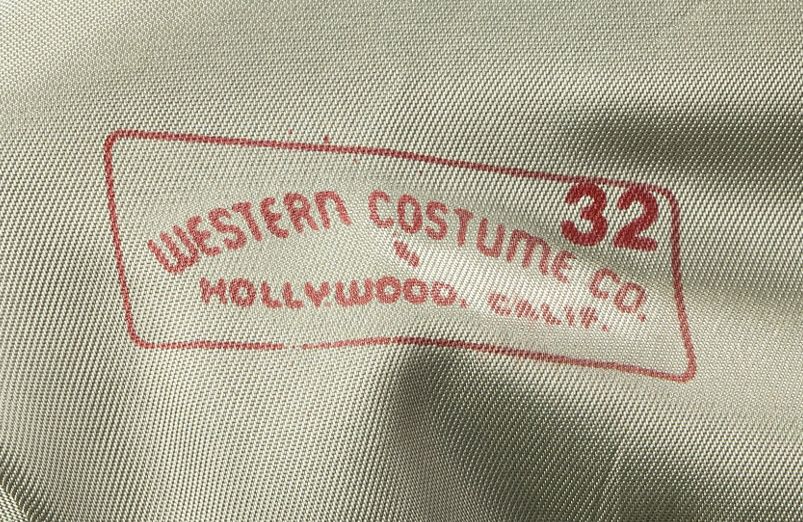 32
WESTERN COSTUME CO.
HOLLYWOOD, CALIF.